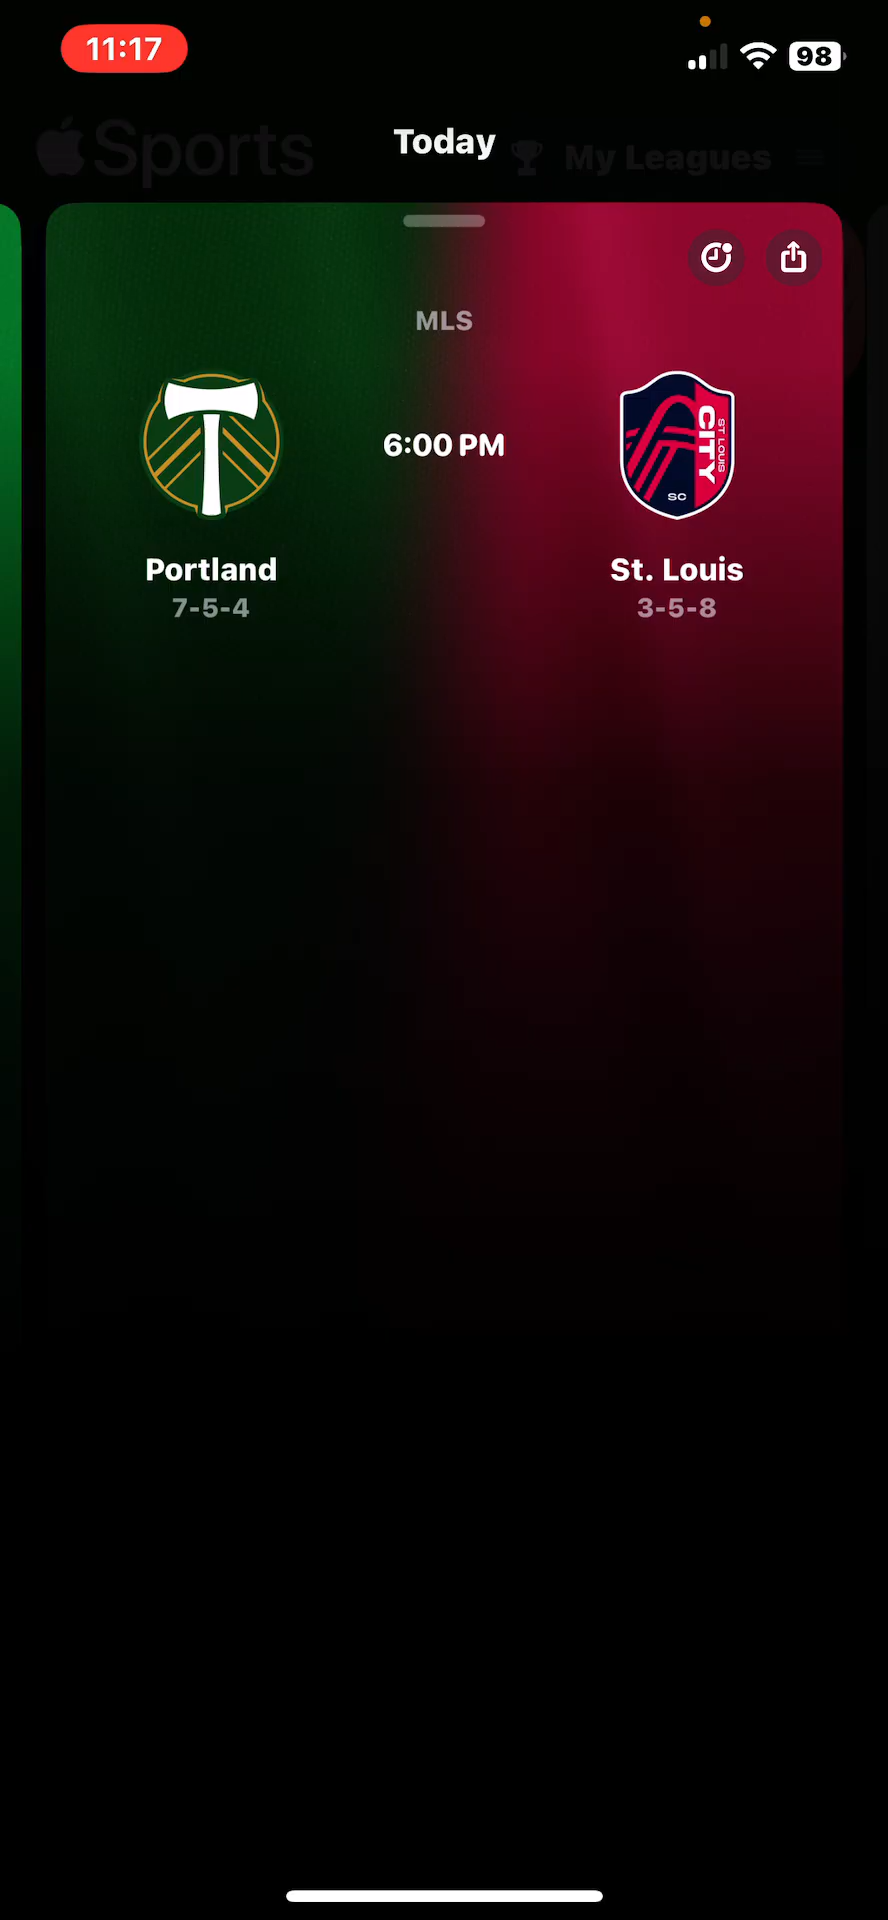 11:17
98
Sports
Today
My Leagues
MLS
6:00 PM
CITY
ST LOUIS
SC
Portland
7-5-4
St. Louis
3-5-8